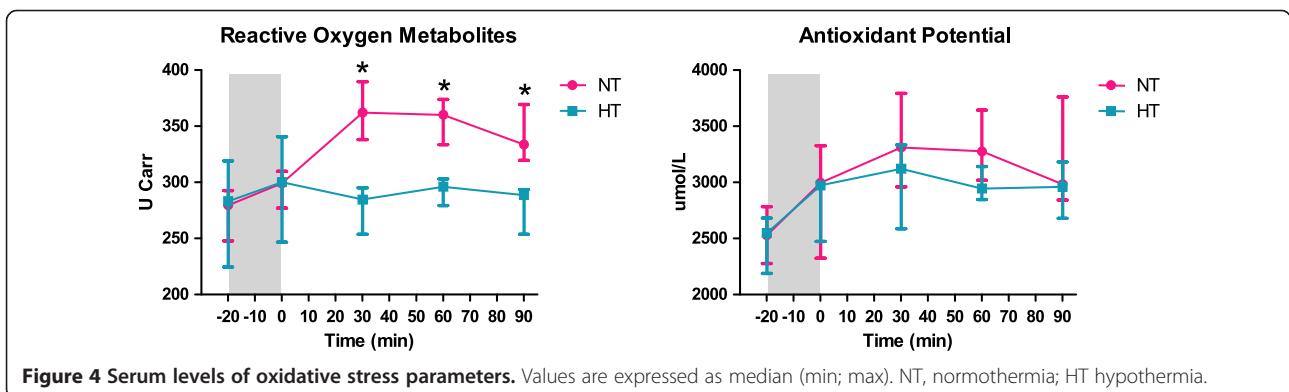 Reactive Oxygen Metabolites
400
350
300
250
200
U Carr
* * *
NT
HT
-20 -10 0 10 20 30 40 50 60 70 80 90
Time (min)
Antioxidant Potential
4000
3500
3000
2500
2000
umol/L
NT
HT
-20 -10 0 10 20 30 40 50 60 70 80 90
Time (min)
Figure 4 Serum levels of oxidative stress parameters. Values are expressed as median (min; max). NT, normothermia; HT hypothermia.